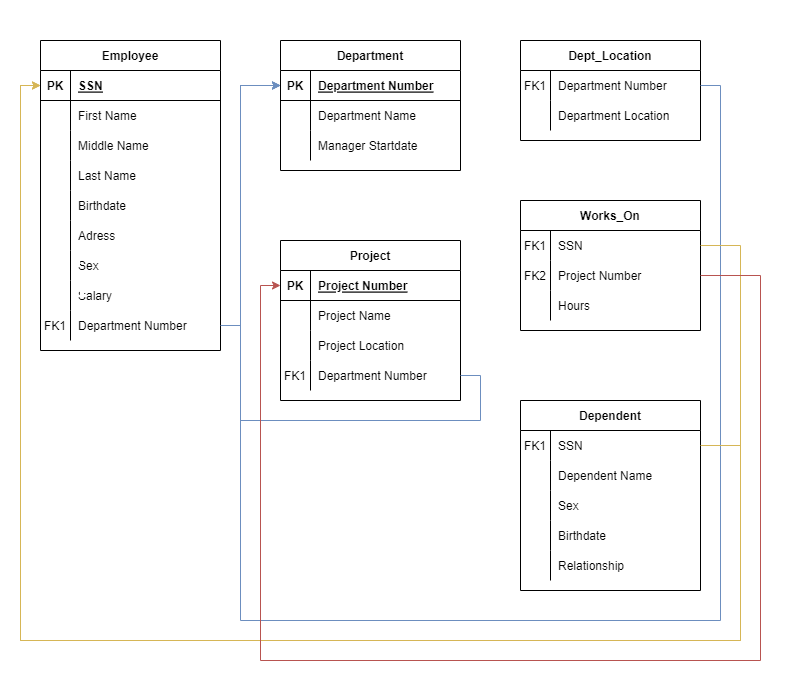 Employee
PK SSN
First Name
Middle Name
Last Name
Birthdate
Adress
Sex
Salary
FK1 Department Number
Department
PK Department Number
Department Name
Manager Startdate
Project
PK Project Number
Project Name
Project Location
FK1 Department Number
Dept_Location
FK1 Department Number
Department Location
Works_On
FK1 SSN
FK2 Project Number
Hours
Dependent
FK1 SSN
Dependent Name
Sex
Birthdate
Relationship